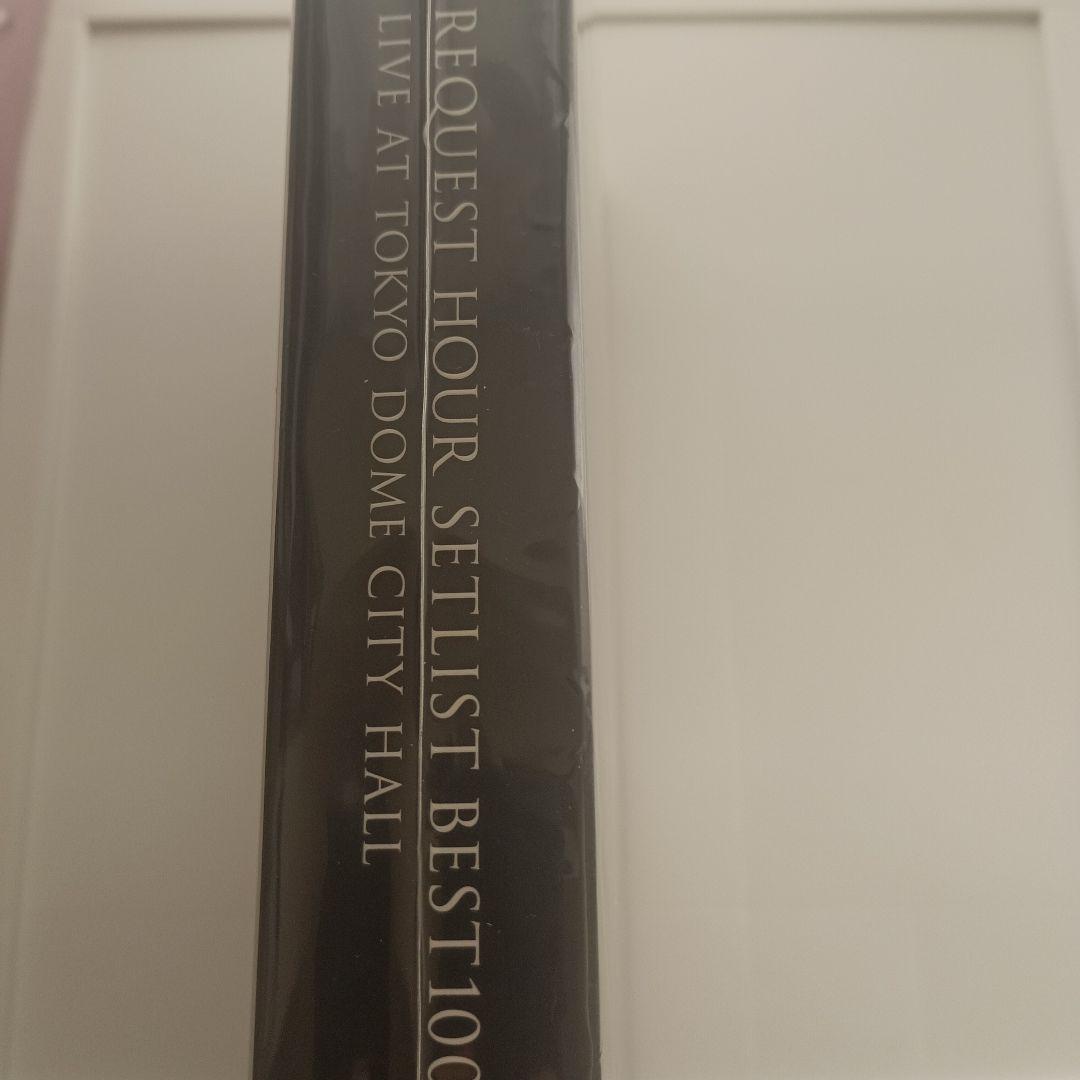 REQUEST HOUR SETLIST BEST100
LIVE AT TOKYO DOME CITY HALL